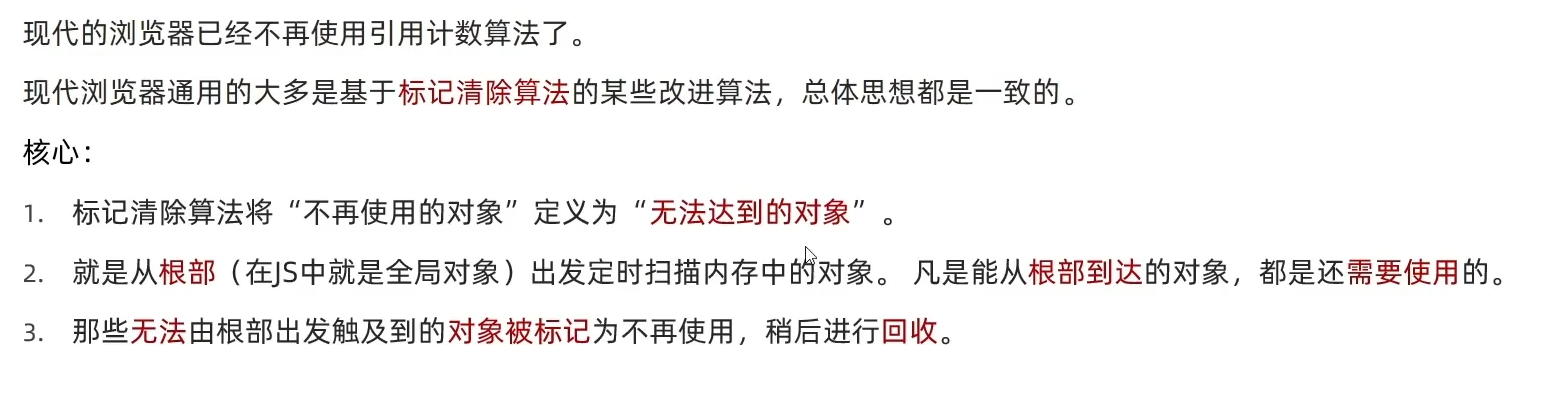 现代的浏览器已经不再使用引用计数算法了。
现代浏览器通用的大多是基于标记清除算法的某些改进算法，总体思想都是一致的。
核心：
1. 标记清除算法将“不再使用的对象”定义为“无法达到的对象”。
2. 就是从根部（在JS中就是全局对象）出发定时扫描内存中的对象。 凡是能从根部到达的对象，都是还需要使用的。
3. 那些无法由根部出发触及到的对象被标记为不再使用，稍后进行回收。